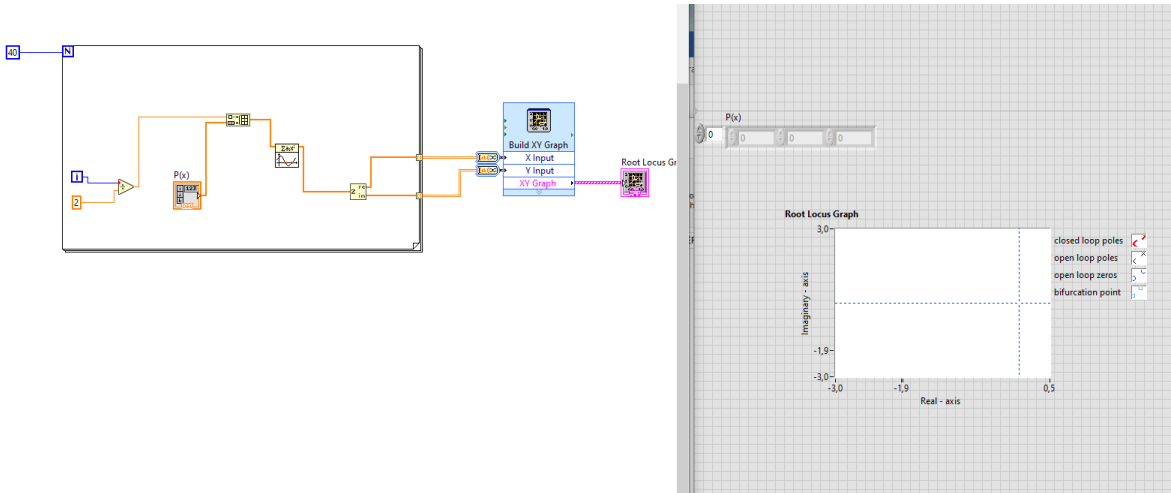 40
N
i
2
P(x)
Build XY Graph
X Input
Y Input
XY Graph
Root Locus Gr
P(x)
0
0
0
0
Root Locus Graph
3,0
-1,9
-3,0
-3,0
-1,9
0,5
Imaginary - axis
Real - axis
closed loop poles
open loop poles
open loop zeros
bifurcation point